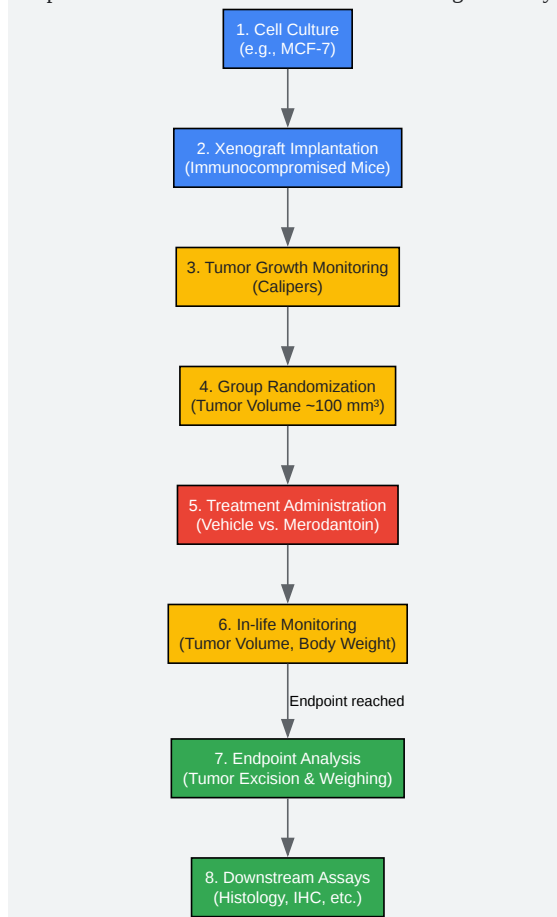 1. Cell Culture
(e.g., MCF-7)
2. Xenograft Implantation
(Immunocompromised Mice)
3. Tumor Growth Monitoring
(Calipers)
4. Group Randomization
(Tumor Volume ~100 mm³)
5. Treatment Administration
(Vehicle vs. Merodantoin)
6. In-life Monitoring
(Tumor Volume, Body Weight)
Endpoint reached
7. Endpoint Analysis
(Tumor Excision & Weighing)
8. Downstream Assays
(Histology, IHC, etc.)